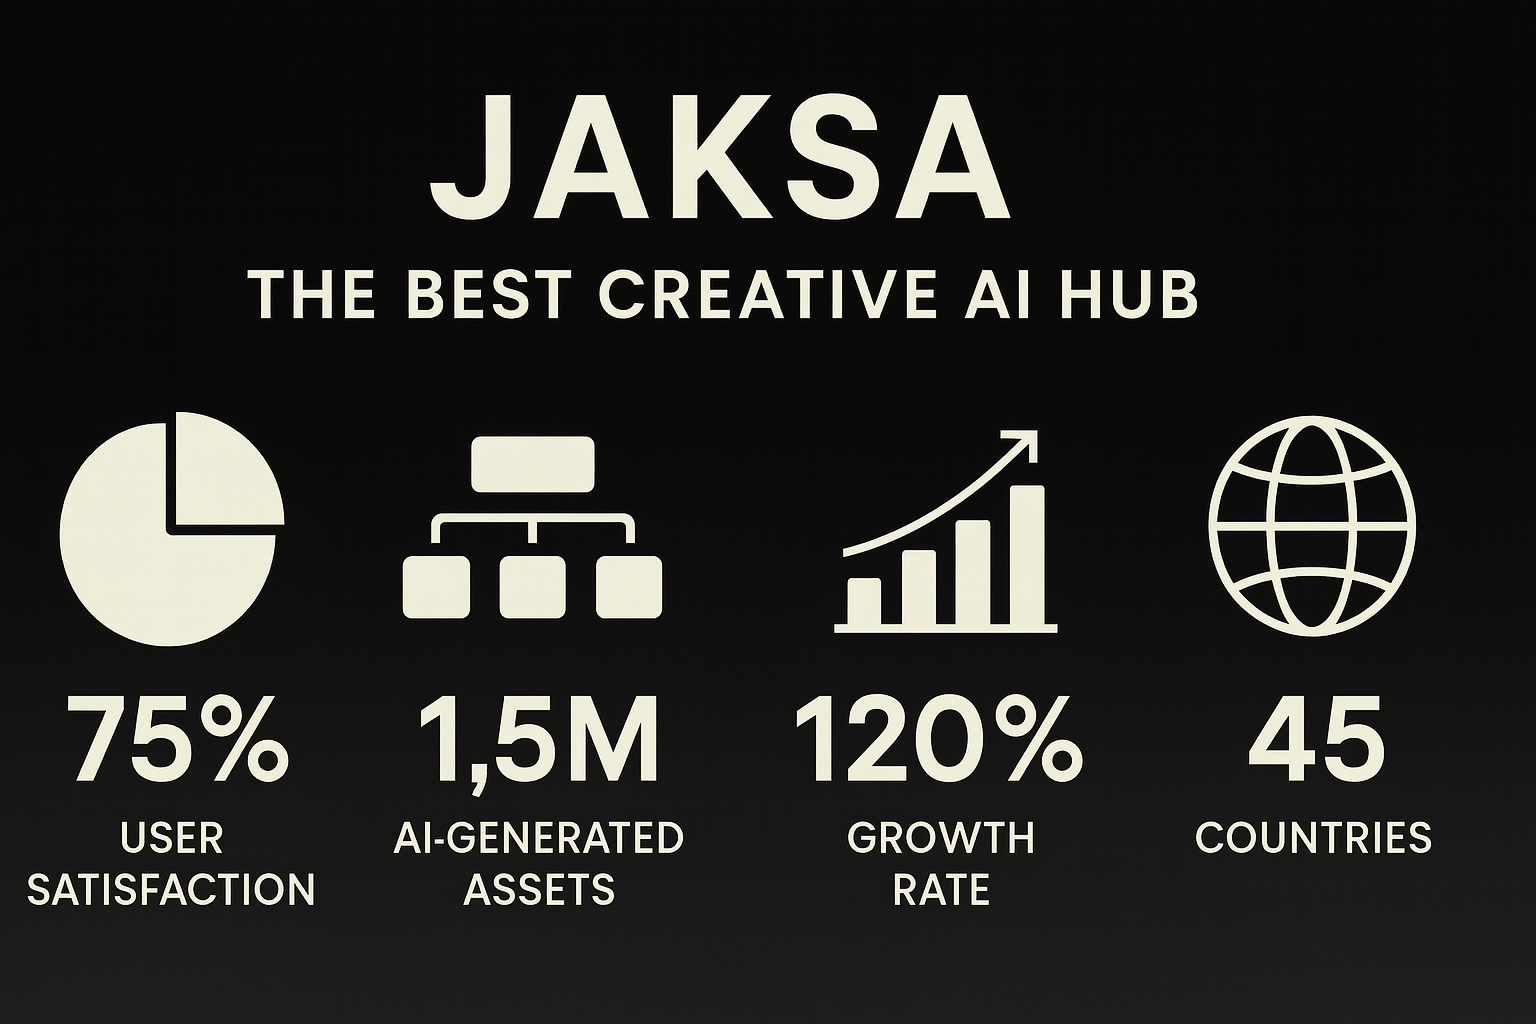 JAKSA
THE BEST CREATIVE AI HUB
75%
USER
SATISFACTION
1,5M
AI-GENERATED
ASSETS
120%
GROWTH
RATE
45
COUNTRIES